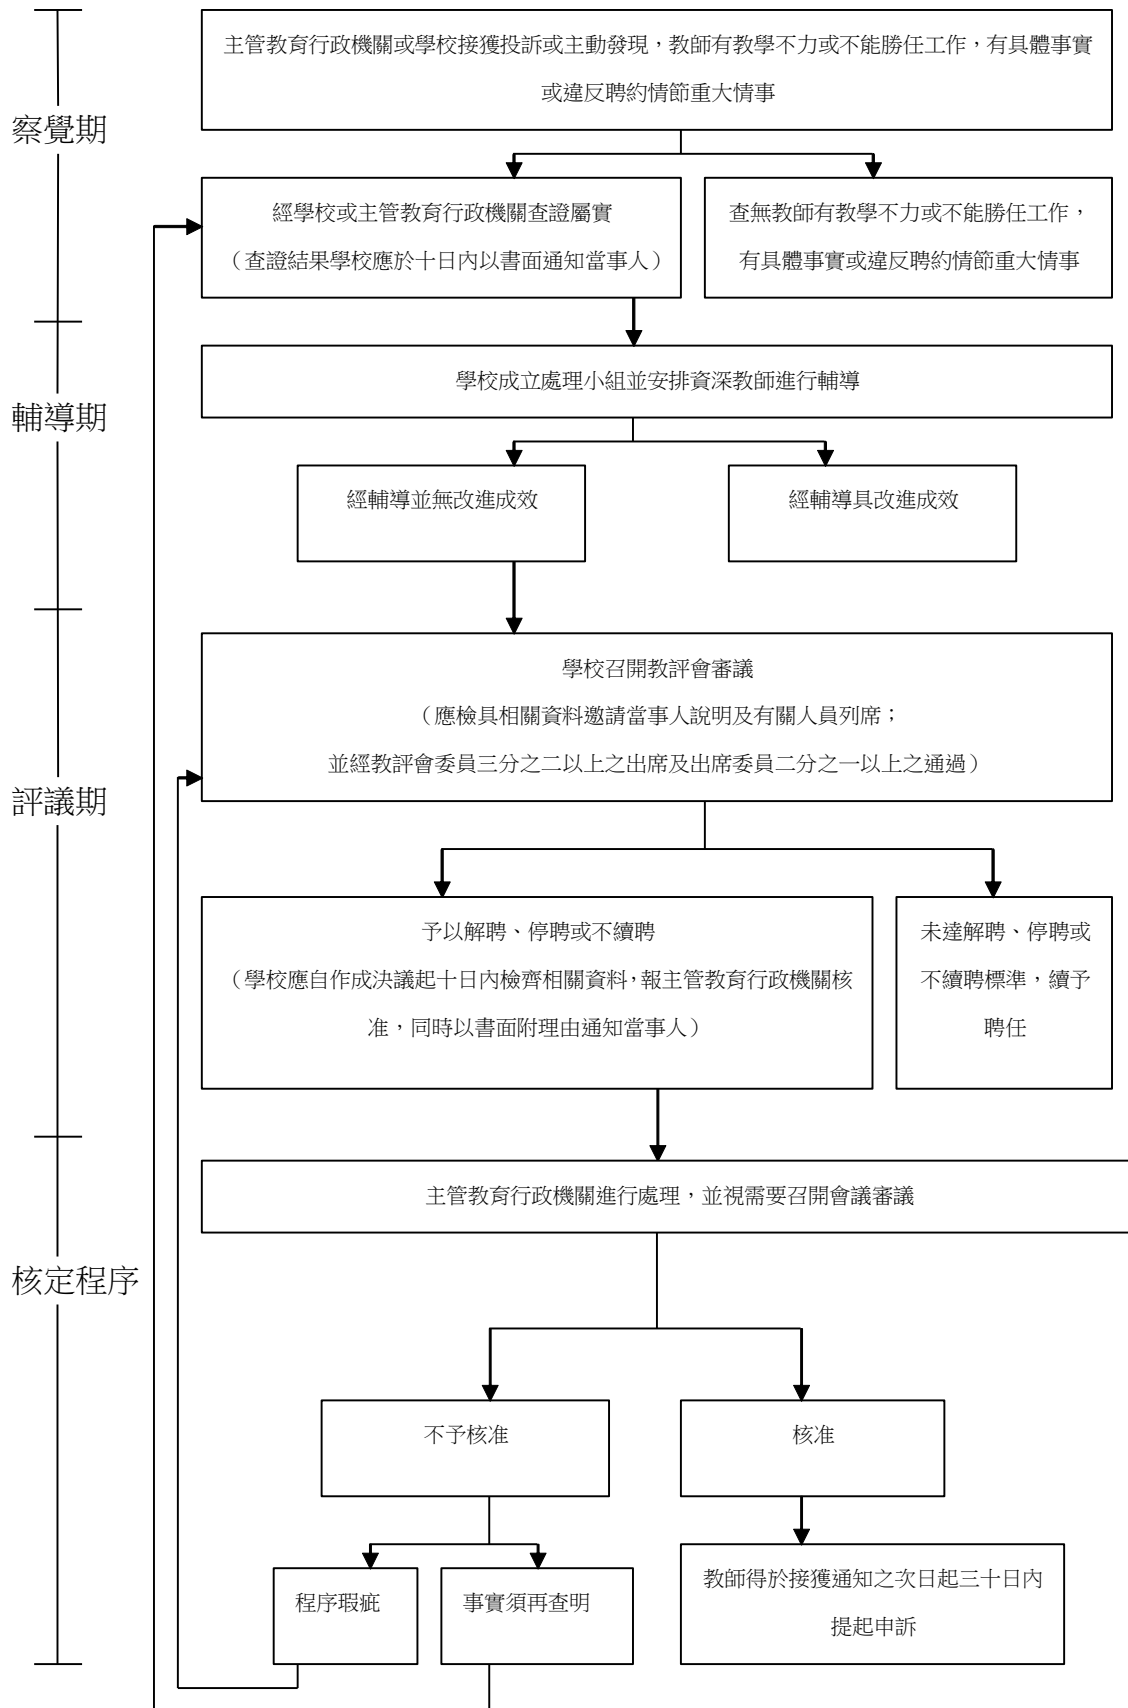 主管教育行政機關或學校接獲投訴或主動發現，教師有教學不力或不能勝任工作，有具體事實
或違反聘約情節重大情事
察覺期
經學校或主管教育行政機關查證屬實
（查證結果學校應於十日內以書面通知當事人）
查無教師有教學不力或不能勝任工作，
有具體事實或違反聘約情節重大情事
輔導期
學校成立處理小組並安排資深教師進行輔導
經輔導並無改進成效
經輔導具改進成效
評議期
學校召開教評會審議
（應檢具相關資料邀請當事人說明及有關人員列席；
並經教評會委員三分之二以上之出席及出席委員二分之一以上之通過）
予以解聘、停聘或不續聘
（學校應自作成決議起十日內檢齊相關資料，報主管教育行政機關核
准，同時以書面附理由通知當事人）
未達解聘、停聘或
不續聘標準，續予
聘任
核定程序
主管教育行政機關進行處理，並視需要召開會議審議
不予核准
核准
程序瑕疵
事實須再查明
教師得於接獲通知之次日起三十日內
提起申訴